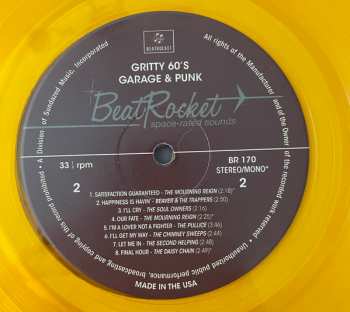 BEATROCKET
GRITTY 60'S
GARAGE & PUNK
BeatRocket
space-rated sounds
33⅓ rpm
BR 170
STEREO/MONO*
2
2
1. SATISFACTION GUARANTEED - THE MOURNING REIGN (2:18)*
2. HAPPINESS IS HAVIN' - BEAVER & THE TRAPPERS (2:50)
3. I'LL CRY - THE SOUL OWNERS (2:16)
4. OUR FATE - THE MOURNING REIGN (2:25)*
5. I'M A LOVER NOT A FIGHTER - THE PULLICE (3:46)
6. I'LL GET MY WAY - THE CHIMNEY SWEEPS (2:44)
7. LET ME IN - THE SECOND HELPING (2:48)
8. FINAL HOUR - THE DAISY CHAIN (2:49)
MADE IN THE USA
• A Division of Sundazed Music, Incorporated
All rights of the Manufacturer and of the Owner of the recorded work reserved. Unauthorized public performance, broadcasting and copying of this record prohibited